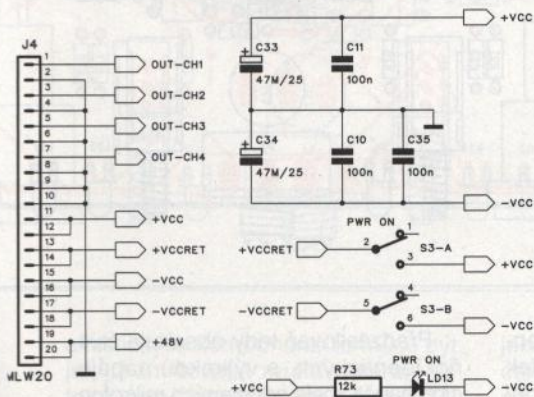 J4
1
2
3
4
5
6
7
8
9
10
11
12
13
14
15
16
17
18
19
20
MLW20
OUT-CH1
OUT-CH2
OUT-CH3
OUT-CH4
+VCC
+VCCRET
-VCC
-VCCRET
+48V
+
C33
47M/25
C11
100n
+VCC
+
C34
47M/25
C10
100n
C35
100n
-VCC
PWR ON
+VCCRET
2
1
S3-A
3
+VCC
-VCCRET
5
4
S3-B
6
-VCC
PWR ON
+VCC
R73
12k
LD13
-VCC